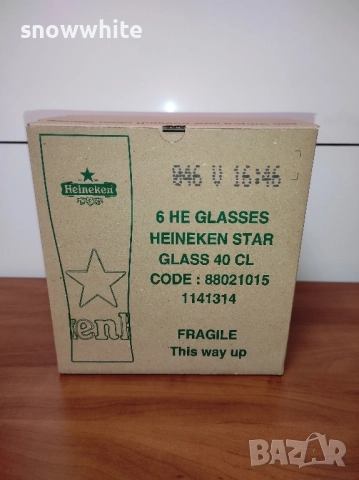 snowwhite
Heineken
046 V 16:46
6 HE GLASSES
HEINEKEN STAR
GLASS 40 CL
CODE : 88021015
1141314
enl
FRAGILE
This way up
BAZAR